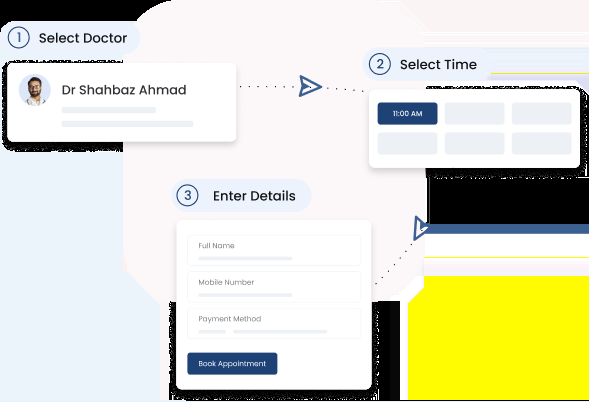 1 Select Doctor
Dr Shahbaz Ahmad
2 Select Time
11:00 AM
3 Enter Details
Full Name
Mobile Number
Payment Method
Book Appointment